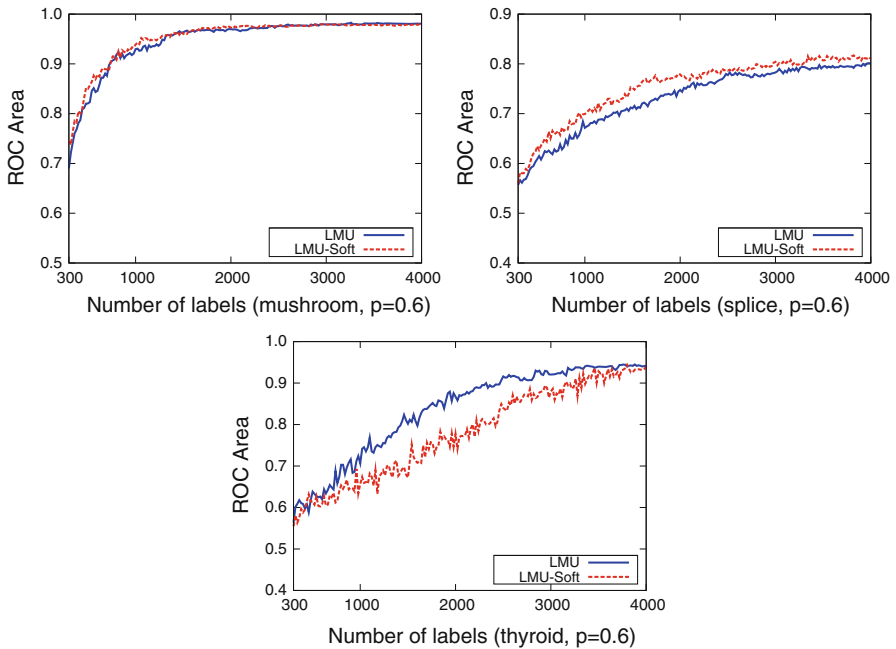 ROC Area
1.0
0.9
0.8
0.7
0.6
0.5
LMU
LMU-Soft
300 1000 2000 3000 4000
Number of labels (mushroom, p=0.6)
ROC Area
0.9
0.8
0.7
0.6
0.5
0.4
LMU
LMU-Soft
300 1000 2000 3000 4000
Number of labels (splice, p=0.6)
ROC Area
1.0
0.9
0.8
0.7
0.6
0.5
0.4
LMU
LMU-Soft
300 1000 2000 3000 4000
Number of labels (thyroid, p=0.6)